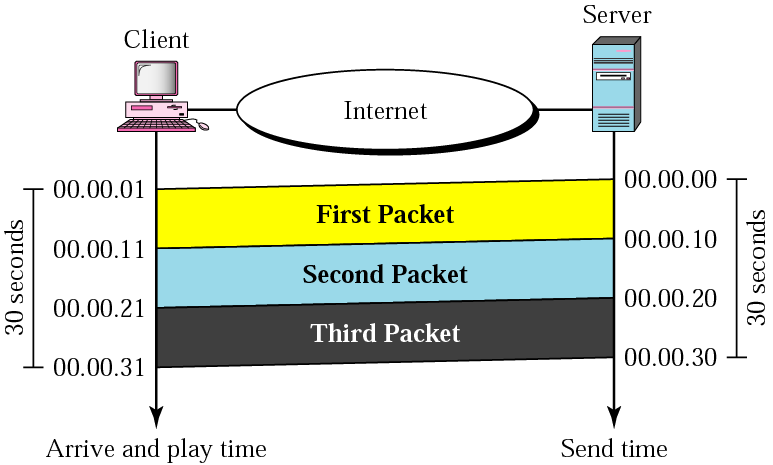 Server
Client
Internet
00.00.00
00.00.01
First Packet
00.00.10
00.00.11
Second Packet
30 seconds
30 seconds
00.00.20
00.00.21
Third Packet
00.00.30
00.00.31
Arrive and play time
Send time